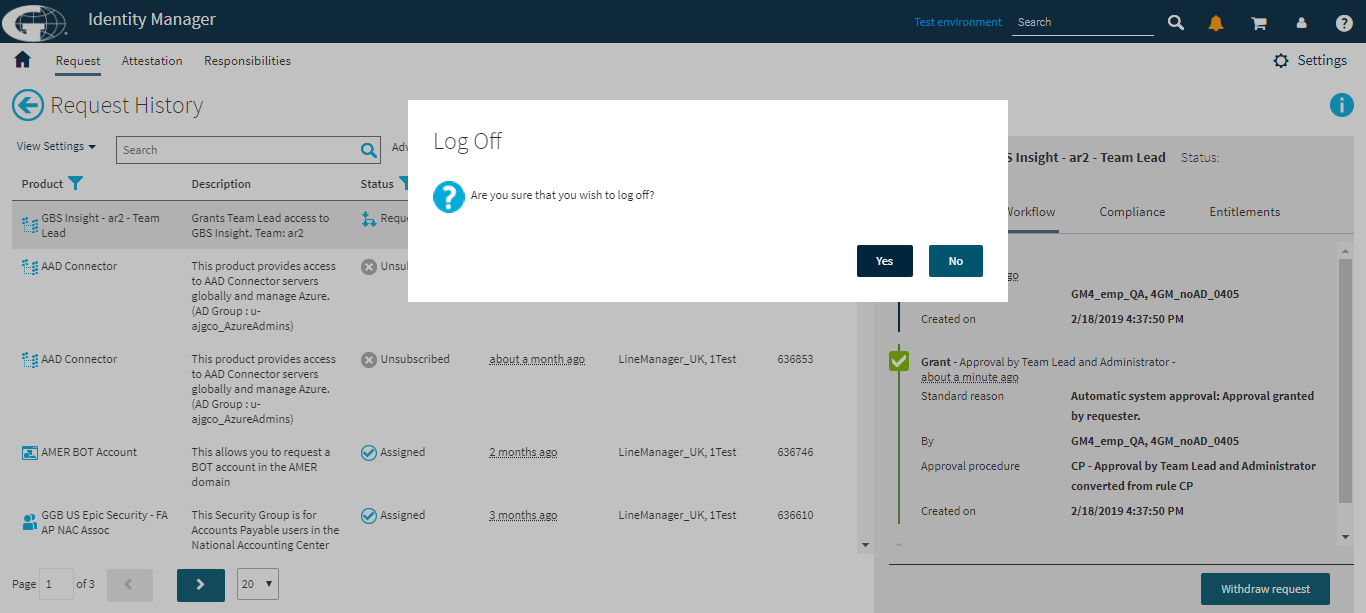 Identity Manager
Test environment
Search
Request
Attestation
Responsibilities
Settings
Request History
View Settings
Search
Adv
Product
Description
Status
GBS Insight - ar2 - Team
Lead
Grants Team Lead access to
GBS Insight. Team: ar2
Reque
AAD Connector
This product provides access
to AAD Connector servers
globally and manage Azure.
(AD Group : u-
ajgco_AzureAdmins)
Unsu
AAD Connector
This product provides access
to AAD Connector servers
globally and manage Azure.
(AD Group : u-
ajgco_AzureAdmins)
Unsubscribed
about a month ago
LineManager_UK, 1Test
636853
AMER BOT Account
This allows you to request a
BOT account in the AMER
domain
Assigned
2 months ago
LineManager_UK, 1Test
636746
GGB US Epic Security - FA
AP NAC Assoc
This Security Group is for
Accounts Payable users in the
National Accounting Center
Assigned
3 months ago
LineManager_UK, 1Test
636610
Page 1 of 3
20
Log Off
Are you sure that you wish to log off?
Yes
No
S Insight - ar2 - Team Lead
Status:
Workflow
Compliance
Entitlements
go
GM4_emp_QA, 4GM_noAD_0405
Created on
2/18/2019 4:37:50 PM
Grant - Approval by Team Lead and Administrator -
about a minute ago
Standard reason
Automatic system approval: Approval granted
by requester.
By
GM4_emp_QA, 4GM_noAD_0405
Approval procedure
CP - Approval by Team Lead and Administrator
converted from rule CP
Created on
2/18/2019 4:37:50 PM
Withdraw request